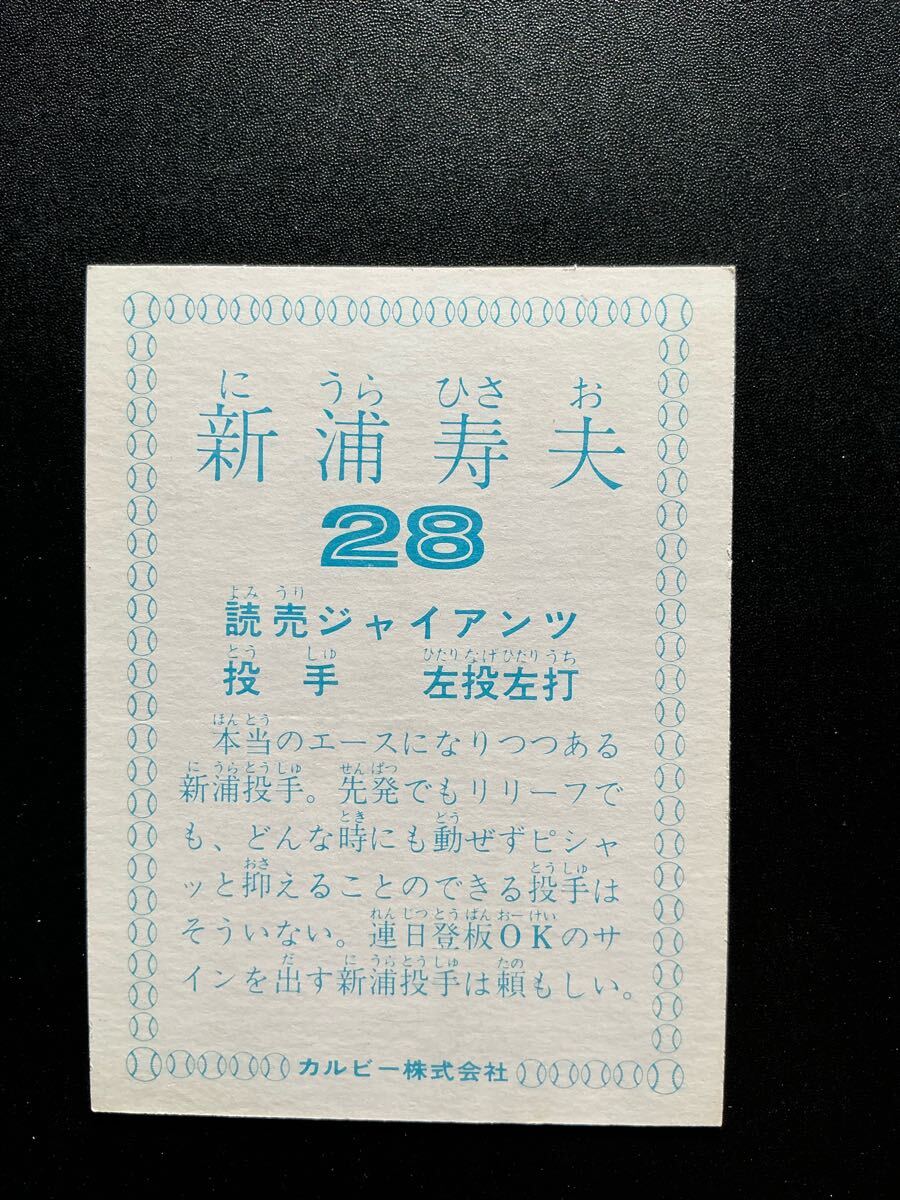 に うら ひさ お
新浦寿夫
28
よみ うり
読売ジャイアンツ
とう しゅ ひだり なげ ひだり うち
投手 左投左打
ほん とう
本当のエースになりつつある
に うら とう しゅ せん ぱつ
新浦投手。先発でもリリーフで
とき どう
も、どんな時にも動ぜずピシャ
おさ とう しゅ
ッと抑えることのできる投手は
れん じつ とう ばん おー けい
そういない。連日登板OKのサ
だ に うら とう しゅ たの
インを出す新浦投手は頼もしい。
カルビー株式会社